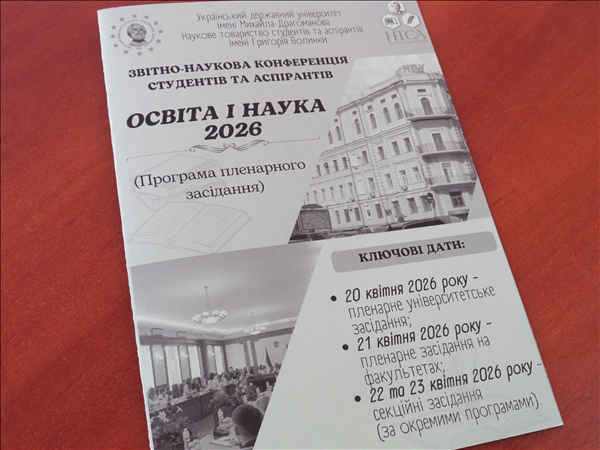 Український державний університет
імені Михайла Драгоманова
Наукове товариство студентів та аспірантів
імені Григорія Волинки
НТСА
ЗВІТНО-НАУКОВА КОНФЕРЕНЦІЯ
СТУДЕНТІВ ТА АСПІРАНТІВ
ОСВІТА І НАУКА
2026
(Програма пленарного
засідання)
КЛЮЧОВІ ДАТИ:
• 20 квітня 2026 року -
пленарне університетське
засідання;
• 21 квітня 2026 року -
пленарне засідання на
факультетах;
• 22 та 23 квітня 2026 року -
секційні засідання
(за окремими програмами).